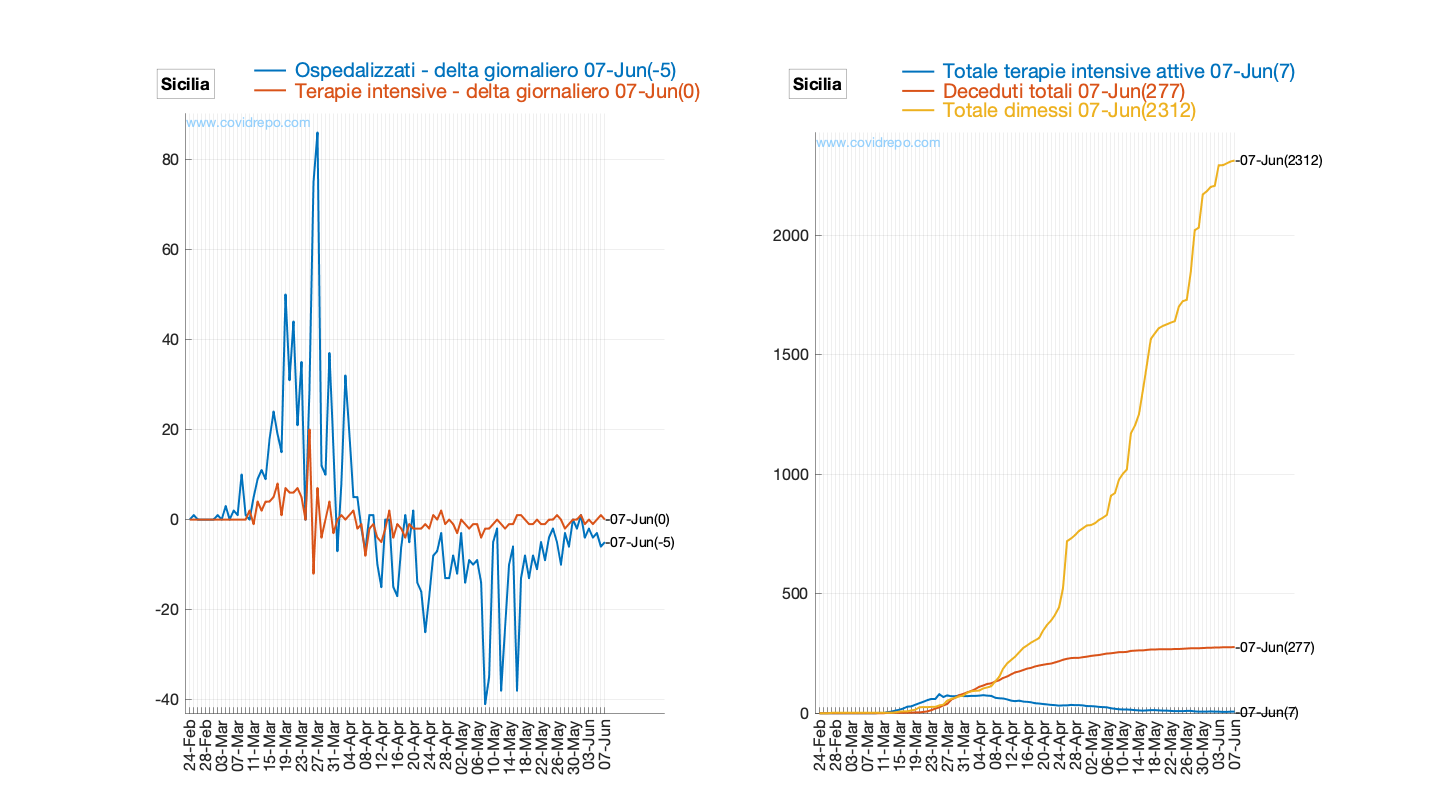 Sicilia
Ospedalizzati - delta giornaliero 07-Jun(-5)
Terapie intensive - delta giornaliero 07-Jun(0)
www.covidrepo.com
80
60
40
20
0
-20
-40
-07-Jun(0)
-07-Jun(-5)
24-Feb
28-Feb
03-Mar
07-Mar
11-Mar
15-Mar
19-Mar
23-Mar
27-Mar
31-Mar
04-Apr
08-Apr
12-Apr
16-Apr
20-Apr
24-Apr
28-Apr
02-May
06-May
10-May
14-May
18-May
22-May
26-May
30-May
03-Jun
07-Jun
Sicilia
Totale terapie intensive attive 07-Jun(7)
Deceduti totali 07-Jun(277)
Totale dimessi 07-Jun(2312)
www.covidrepo.com
2000
1500
1000
500
0
-07-Jun(2312)
-07-Jun(277)
-07-Jun(7)
24-Feb
28-Feb
03-Mar
07-Mar
11-Mar
15-Mar
19-Mar
23-Mar
27-Mar
31-Mar
04-Apr
08-Apr
12-Apr
16-Apr
20-Apr
24-Apr
28-Apr
02-May
06-May
10-May
14-May
18-May
22-May
26-May
30-May
03-Jun
07-Jun